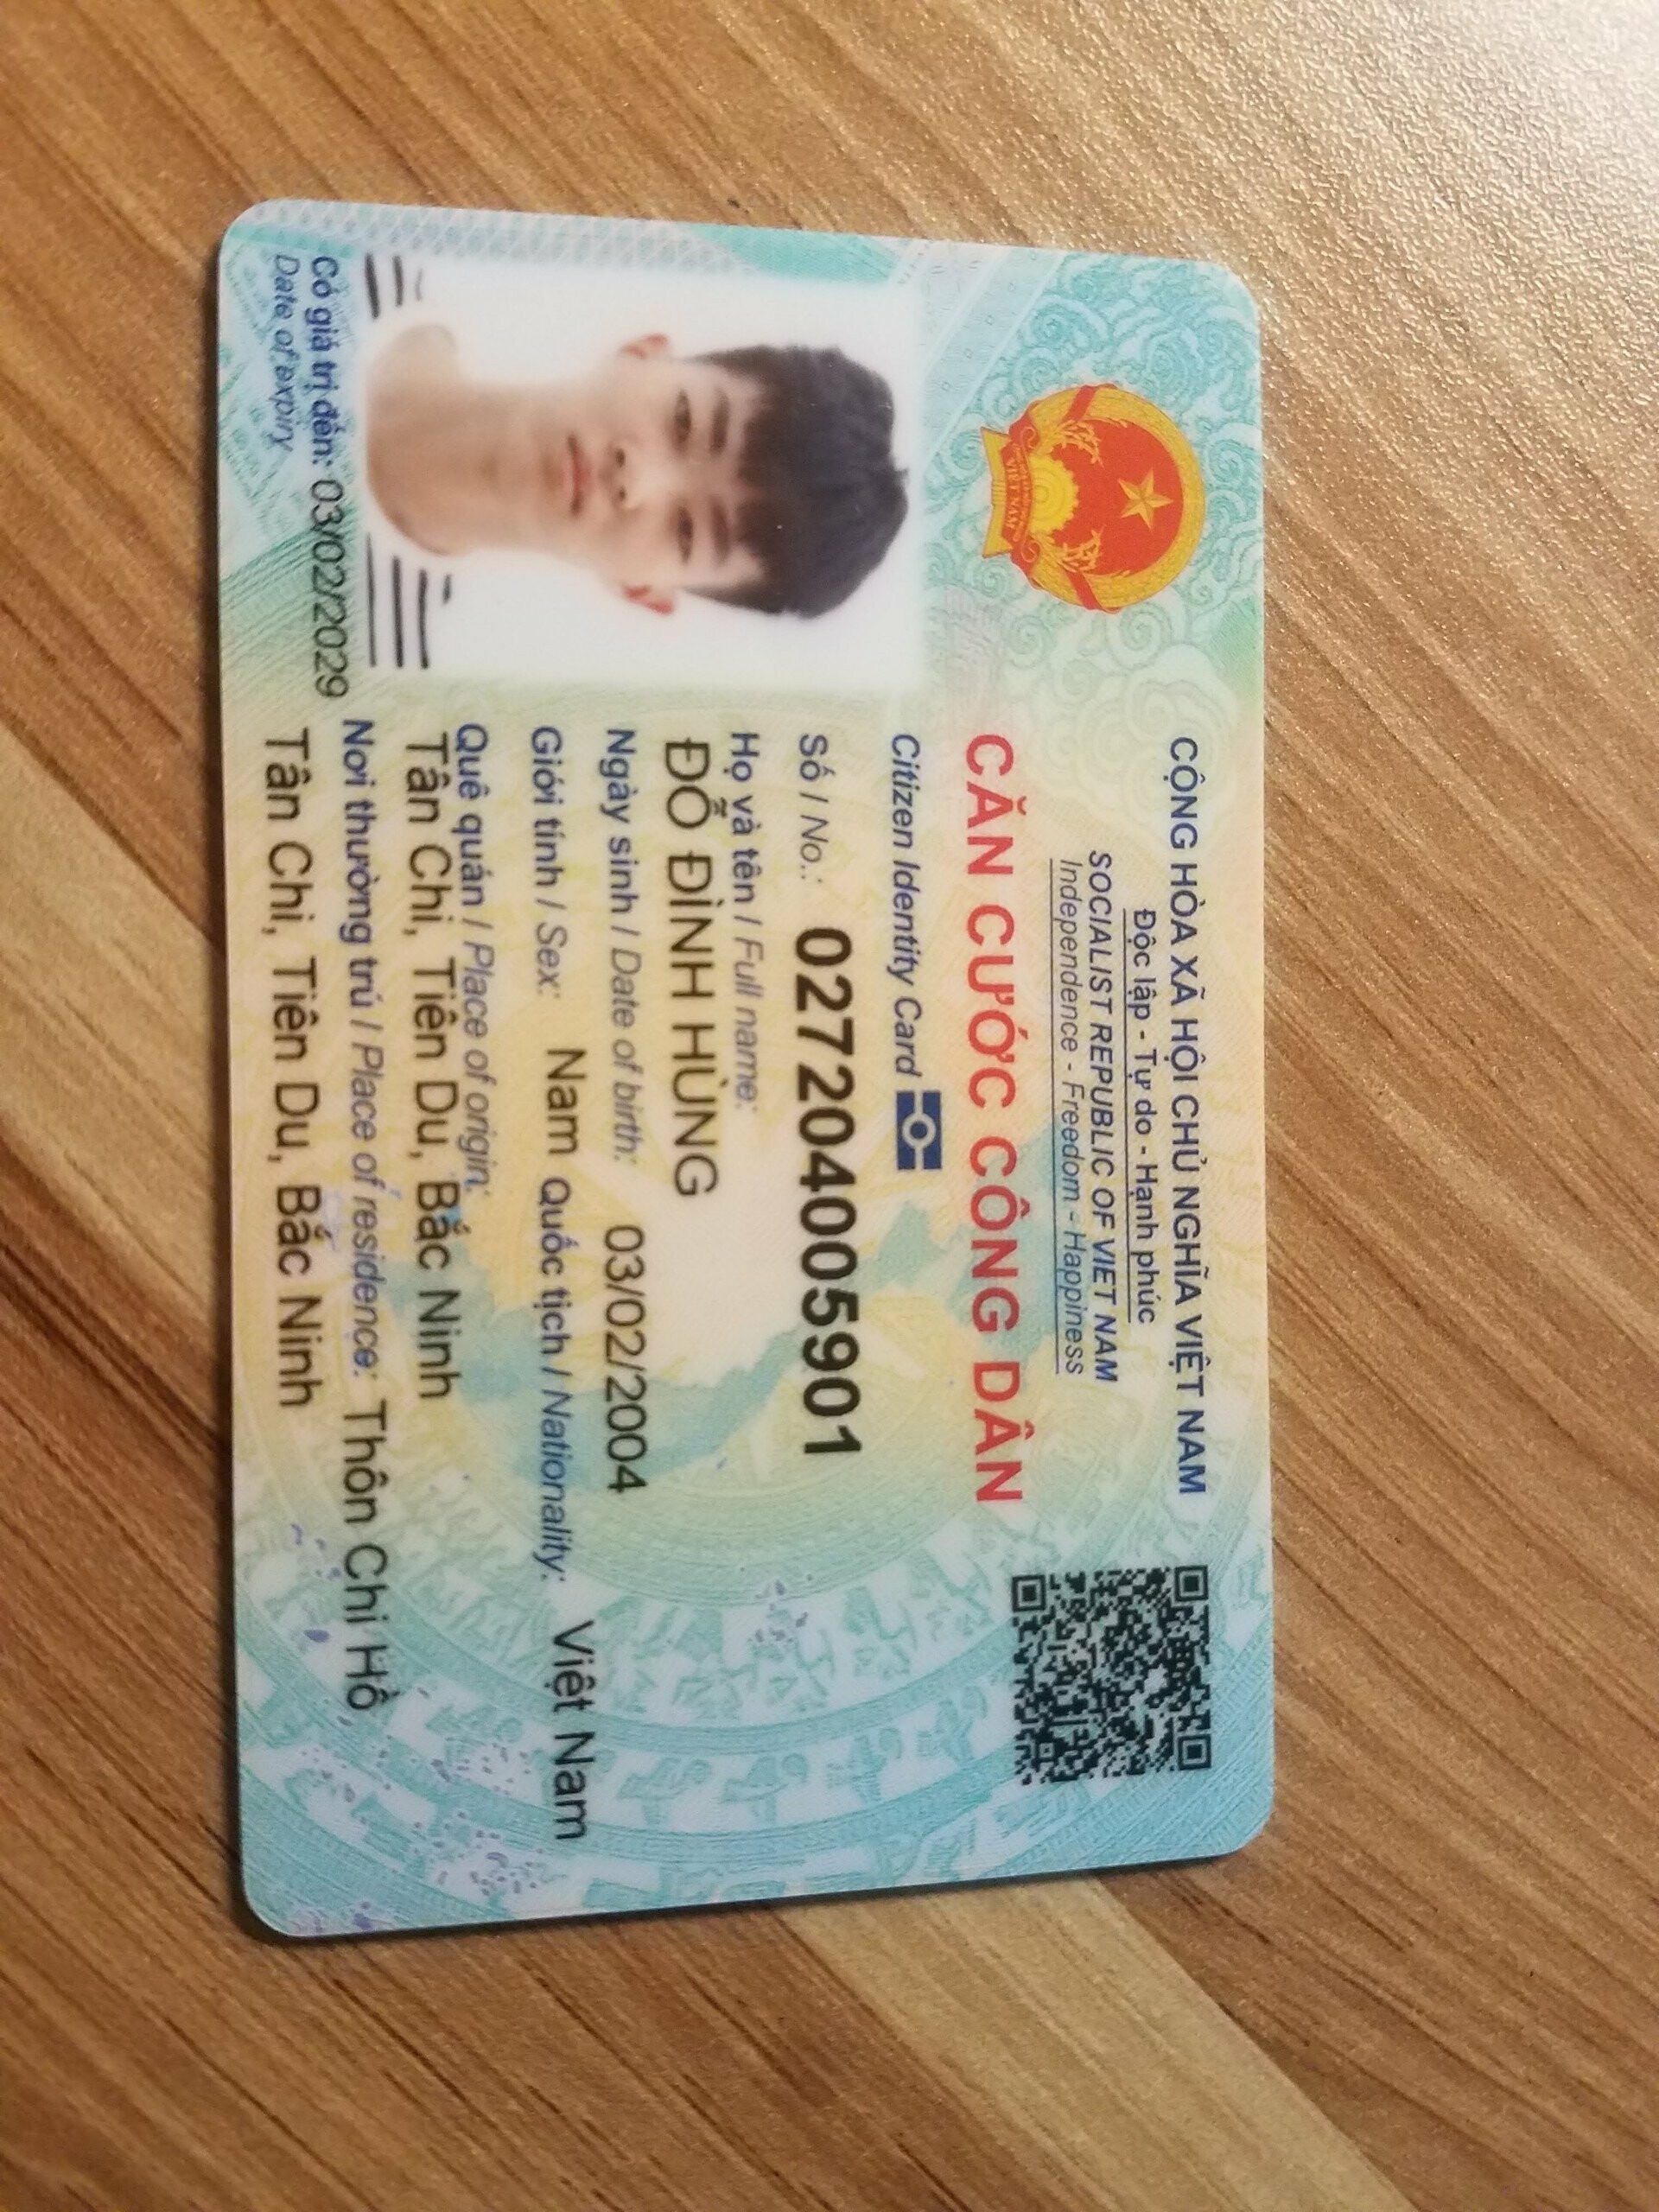 CỘNG HÒA XÃ HỘI CHỦ NGHĨA VIỆT NAM
Độc lập - Tự do - Hạnh phúc
SOCIALIST REPUBLIC OF VIET NAM
Independence - Freedom - Happiness
CĂN CƯỚC CÔNG DÂN
Citizen Identity Card
Số / No.: 027204005901
Họ và tên / Full name:
ĐỖ ĐÌNH HÙNG
Ngày sinh / Date of birth: 03/02/2004
Giới tính / Sex: Nam Quốc tịch / Nationality: Việt Nam
Quê quán / Place of origin:
Tân Chi, Tiên Du, Bắc Ninh
Nơi thường trú / Place of residence: Thôn Chi Hồ
Tân Chi, Tiên Du, Bắc Ninh
Có giá trị đến: 03/02/2029
Date of expiry
VIỆT NAM